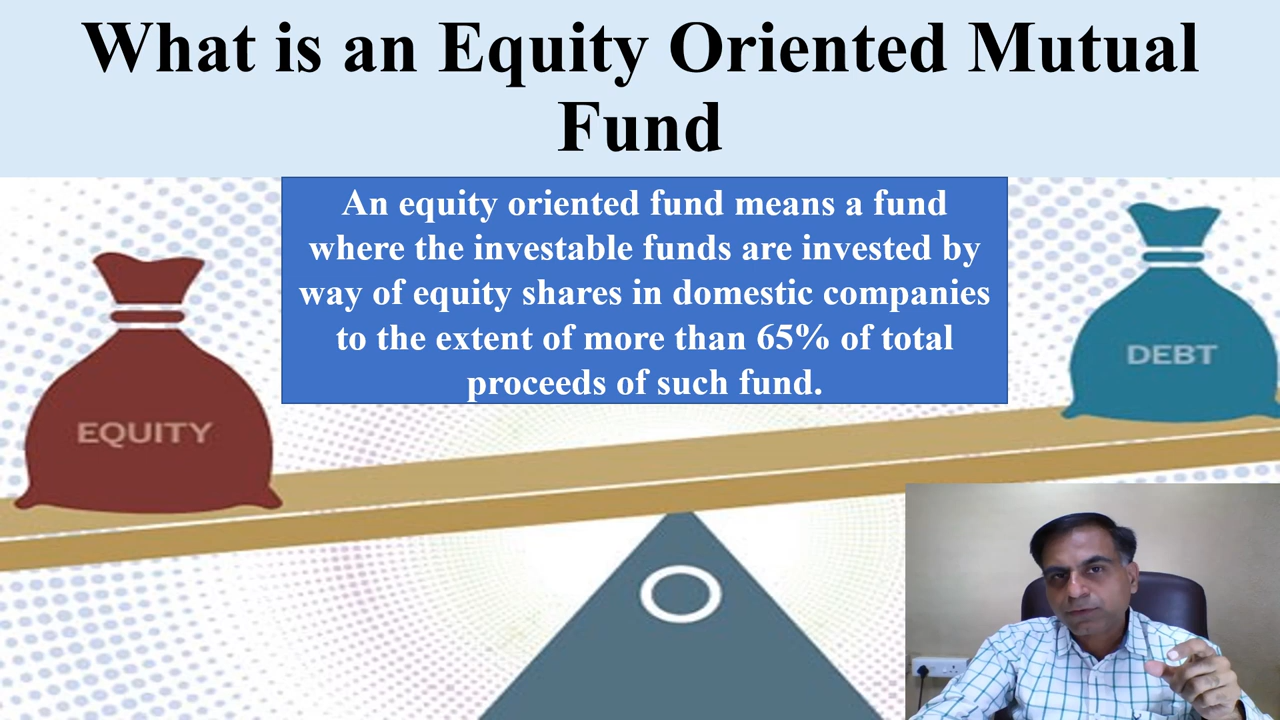 What is an Equity Oriented Mutual
Fund
An equity oriented fund means a fund
where the investable funds are invested by
way of equity shares in domestic companies
to the extent of more than 65% of total
proceeds of such fund.
EQUITY
DEBT